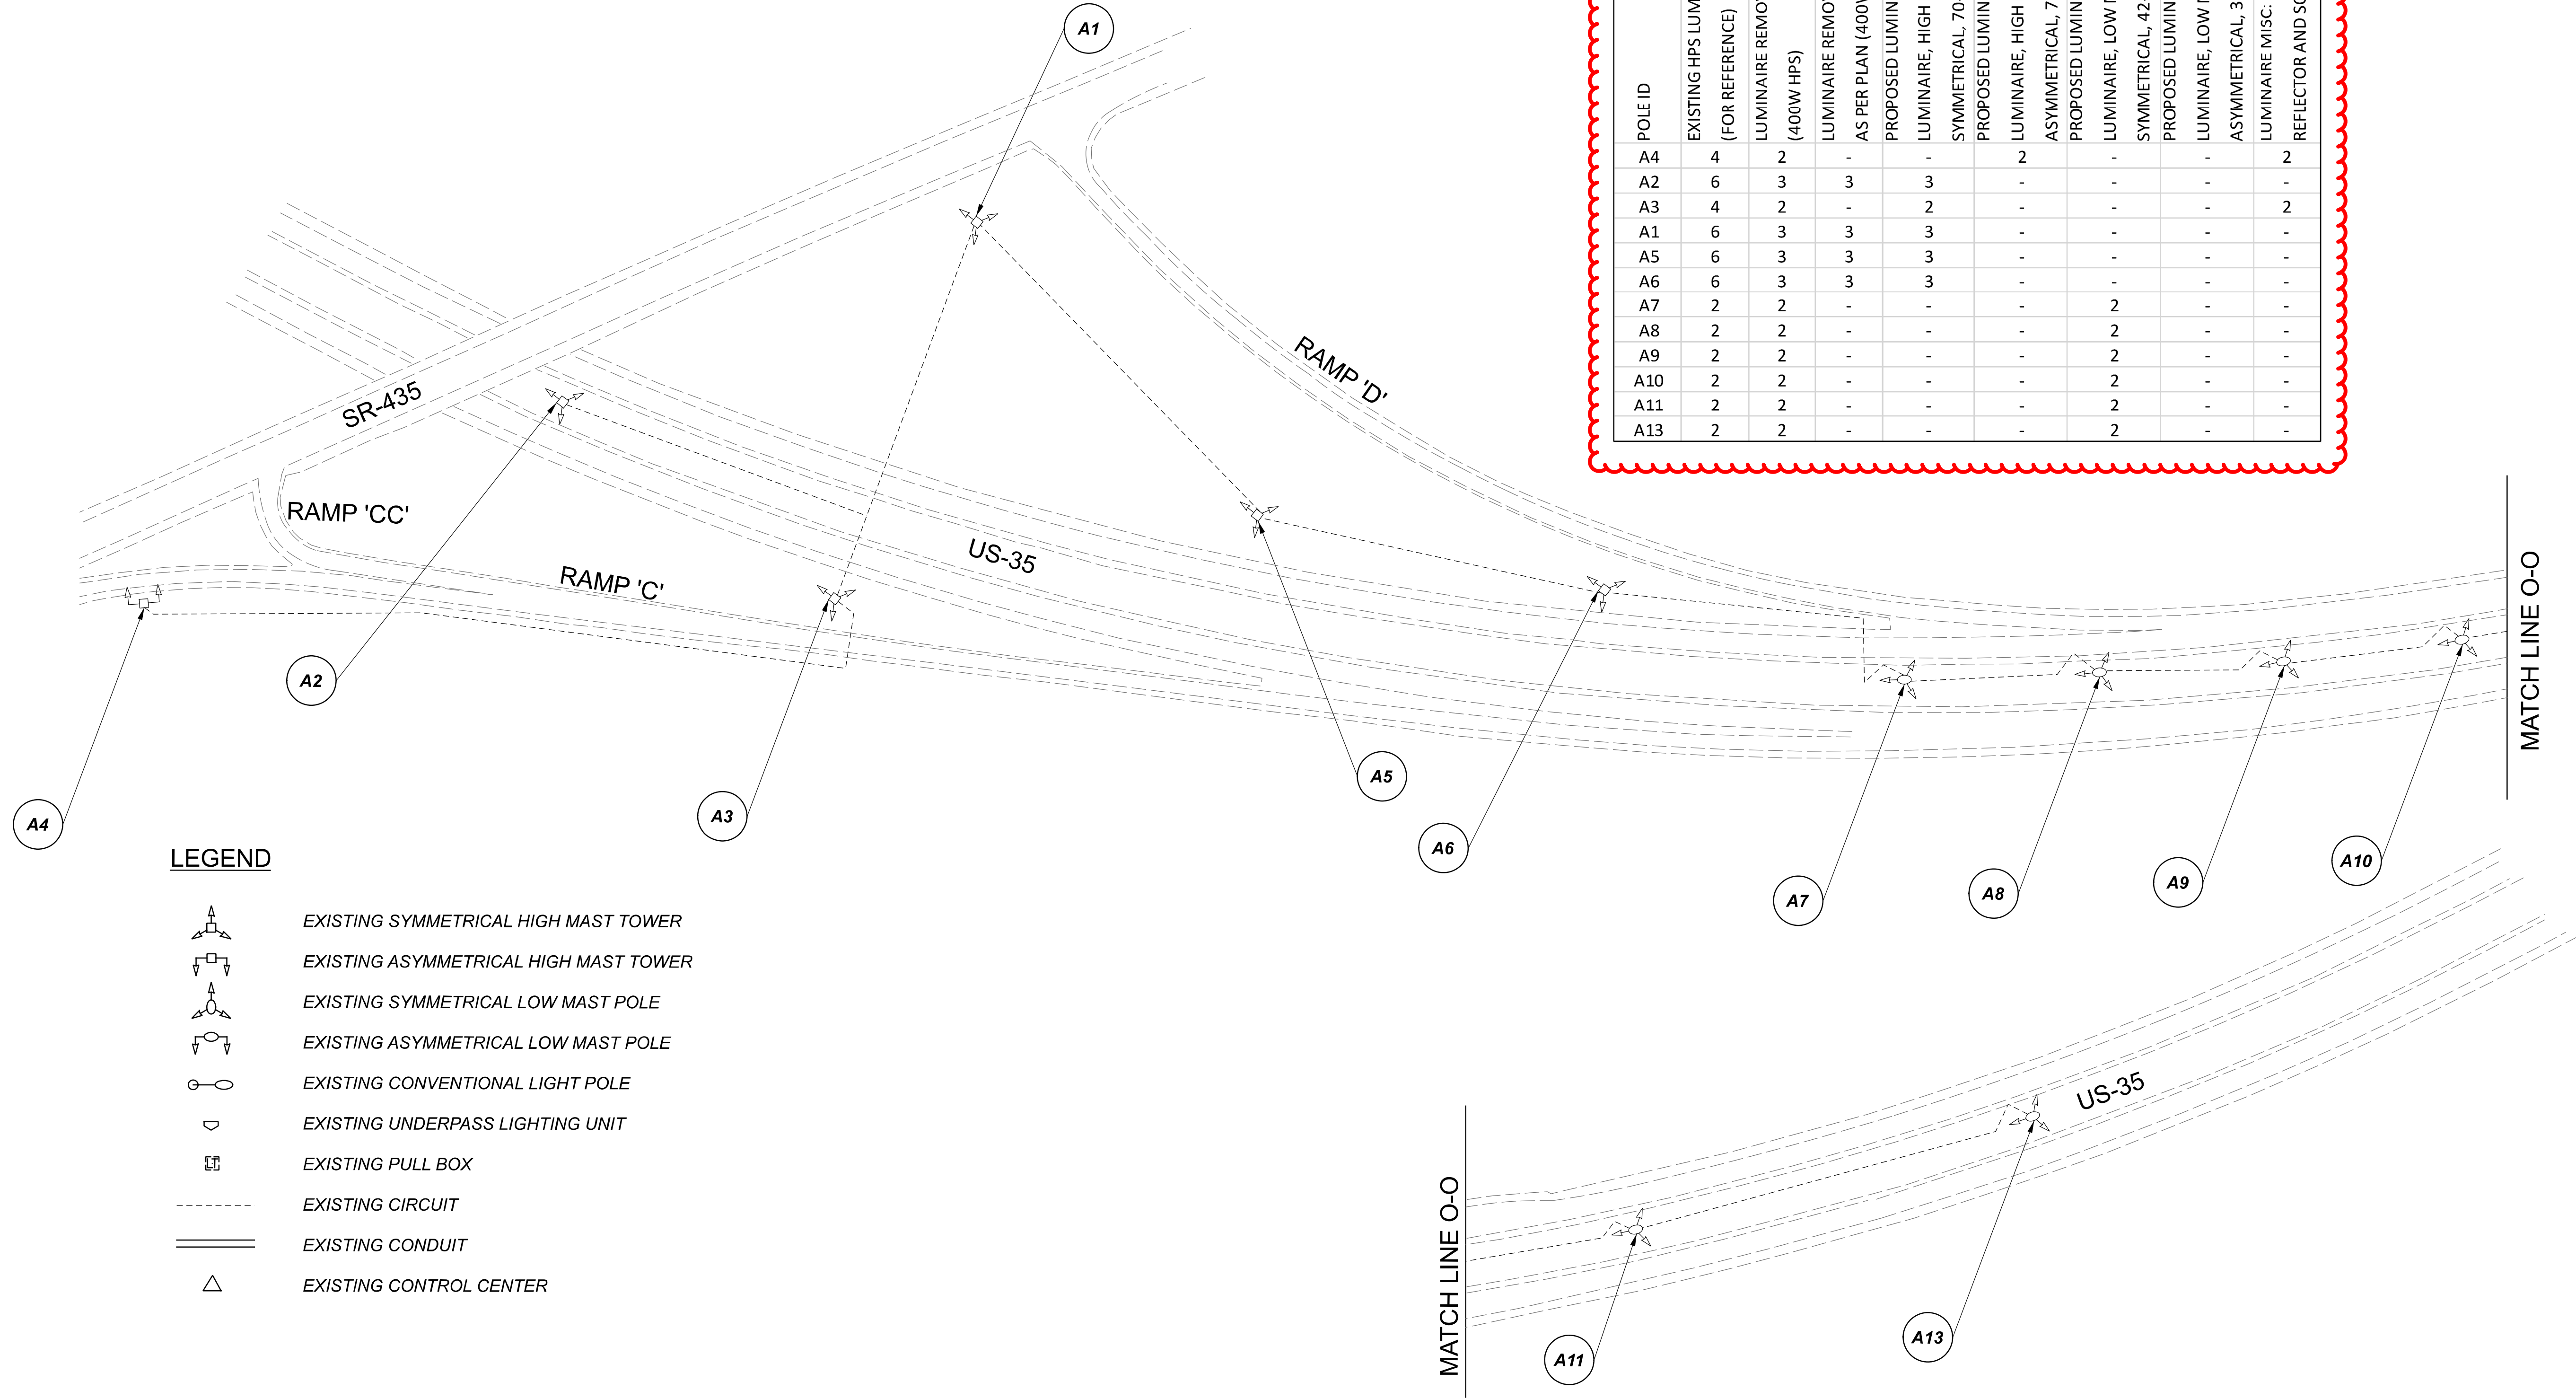 A1
POLE ID
EXISTING HPS LUM
(FOR REFERENCE)
LUMINAIRE REMO
(400W HPS)
LUMINAIRE REMO
AS PER PLAN (400
PROPOSED LUMIN
LUMINAIRE, HIGH
SYMMETRICAL, 70
PROPOSED LUMIN
LUMINAIRE, HIGH
ASYMMETRICAL, 7
PROPOSED LUMIN
LUMINAIRE, LOW
SYMMETRICAL, 42
PROPOSED LUMIN
LUMINAIRE, LOW
ASYMMETRICAL, 3
LUMINAIRE MISC:
REFLECTOR AND
A4 4 2 - - 2 - - 2
A2 6 3 3 3 - - - -
A3 4 2 - 2 - - - 2
A1 6 3 3 3 - - - -
A5 6 3 3 3 - - - -
A6 6 3 3 3 - - - -
A7 2 2 - - - 2 - -
A8 2 2 - - - 2 - -
A9 2 2 - - - 2 - -
A10 2 2 - - - 2 - -
A11 2 2 - - - 2 - -
A13 2 2 - - - 2 - -
RAMP 'D'
SR-435
RAMP 'CC'
US-35
RAMP 'C'
MATCH LINE O-O
A2
A5
A3
A4
A6
A10
A9
A8
A7
LEGEND
EXISTING SYMMETRICAL HIGH MAST TOWER
EXISTING ASYMMETRICAL HIGH MAST TOWER
EXISTING SYMMETRICAL LOW MAST POLE
EXISTING ASYMMETRICAL LOW MAST POLE
EXISTING CONVENTIONAL LIGHT POLE
EXISTING UNDERPASS LIGHTING UNIT
EXISTING PULL BOX
EXISTING CIRCUIT
EXISTING CONDUIT
EXISTING CONTROL CENTER
US-35
MATCH LINE O-O
A11
A13